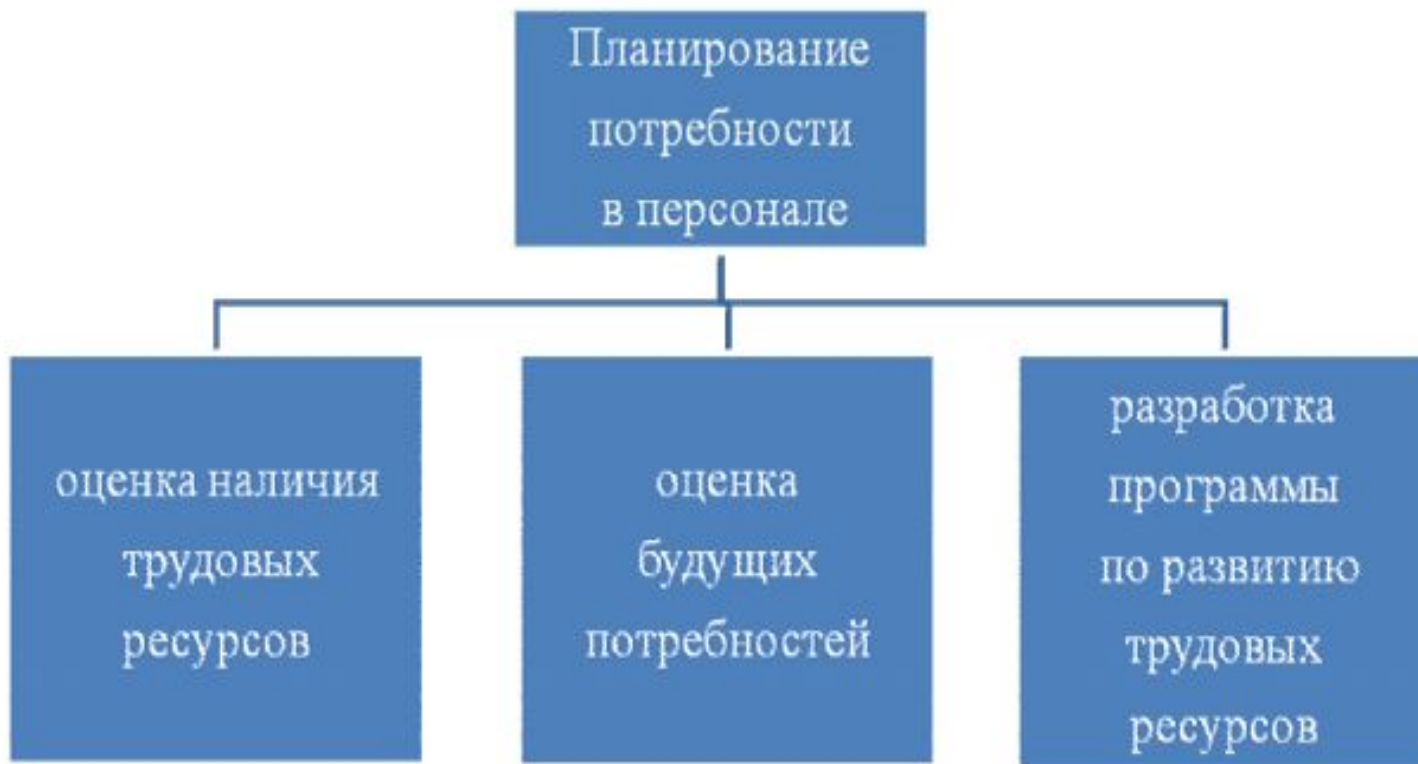 Планирование
потребности
в персонале
оценка наличия
трудовых
ресурсов
оценка
будущих
потребностей
разработка
программы
по развитию
трудовых
ресурсов